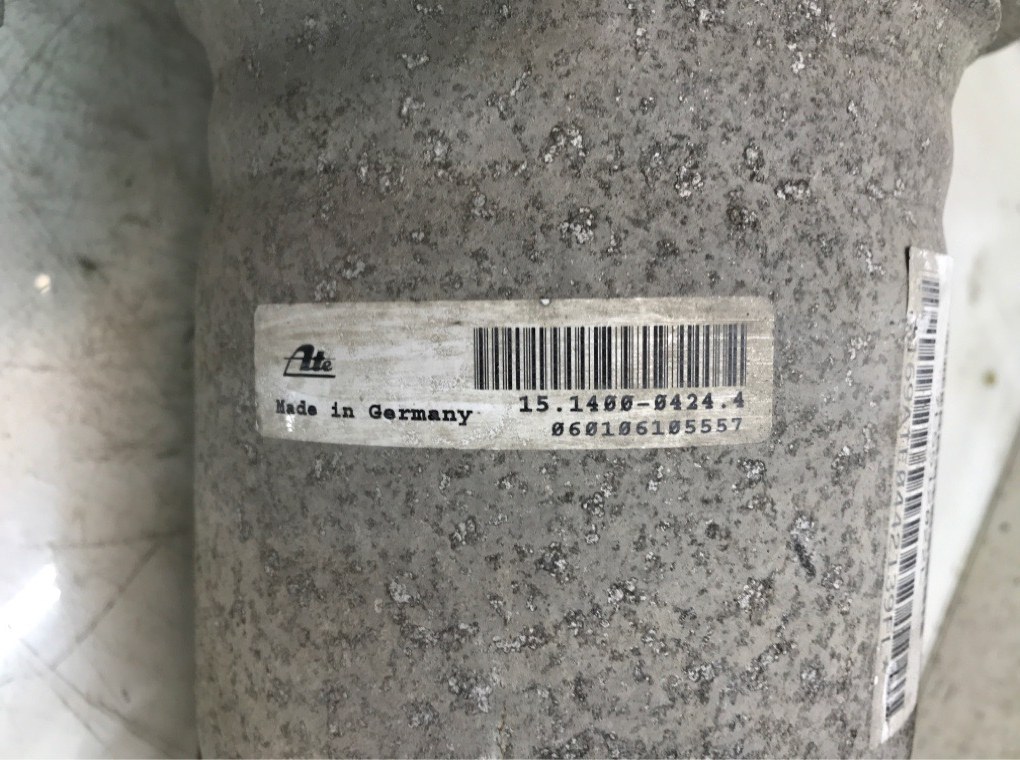 Ate
Made in Germany
15.1400-0424.4
060106105557